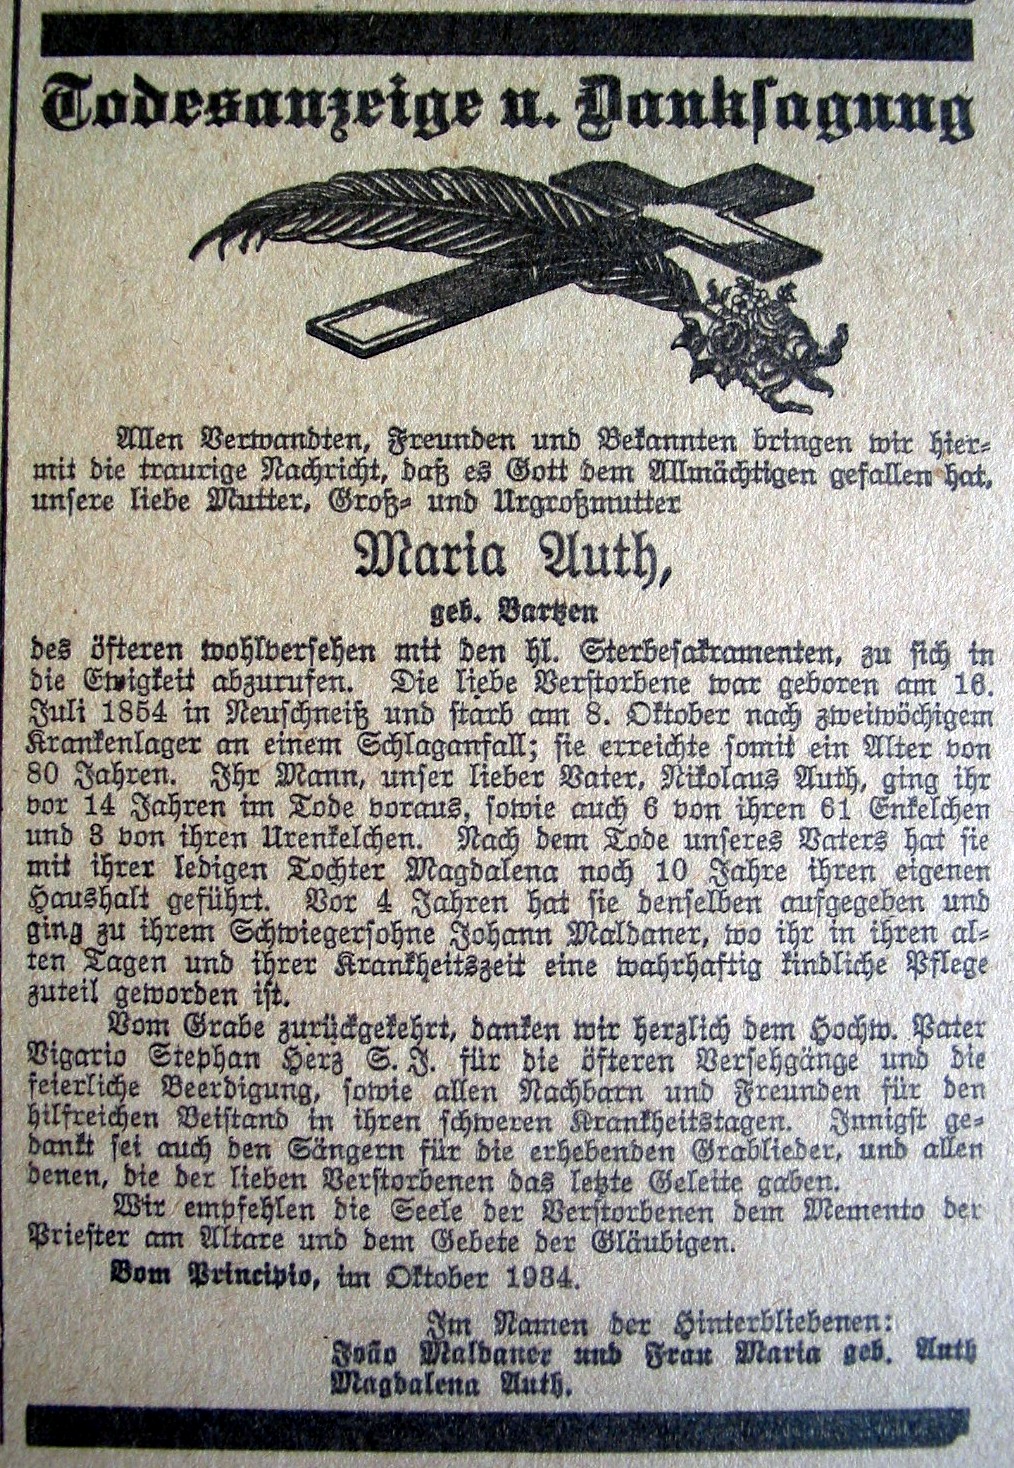 Todesanzeige u. Danksagung
Allen Verwandten, Freunden und Bekannten bringen wir hier-
mit die traurige Nachricht, daß es Gott dem Allmächtigen gefallen hat,
unsere liebe Mutter, Groß- und Urgroßmutter
Maria Auth,
geb. Bartzen
des öfteren wohlversehen mit den hl. Sterbesakramenten, zu sich in
die Ewigkeit abzurufen. Die liebe Verstorbene war geboren am 16.
Juli 1854 in Neuschneiß und starb am 8. Oktober nach zweiwöchigem
Krankenlager an einem Schlaganfall; sie erreichte somit ein Alter von
80 Jahren. Ihr Mann, unser lieber Vater, Nikolaus Auth, ging ihr
vor 14 Jahren im Tode voraus, sowie auch 6 von ihren 61 Enkelchen
und 3 von ihren Urenkelchen. Nach dem Tode unseres Vaters hat sie
mit ihrer ledigen Tochter Magdalena noch 10 Jahre ihren eigenen
Haushalt geführt. Vor 4 Jahren hat sie denselben aufgegeben und
ging zu ihrem Schwiegersohne Johann Maldaner, wo ihr in ihren al-
ten Tagen und ihrer Krankheitszeit eine wahrhaftig kindliche Pflege
zuteil geworden ist.
Vom Grabe zurückgekehrt, danken wir herzlich dem Hochw. Pater
Vigario Stephan Herz S. J. für die öfteren Versehgänge und die
feierliche Beerdigung, sowie allen Nachbarn und Freunden für den
hilfreichen Beistand in ihren schweren Krankheitstagen. Innigst ge-
dankt sei auch den Sängern für die erhebenden Grablieder, und allen
denen, die der lieben Verstorbenen das letzte Geleite gaben.
Wir empfehlen die Seele der Verstorbenen dem Memento der
Priester am Altare und dem Gebete der Gläubigen.
Bom Principio, im Oktober 1934.
Im Namen der Hinterbliebenen:
João Maldaner und Frau Maria geb. Auth
Magdalena Auth.